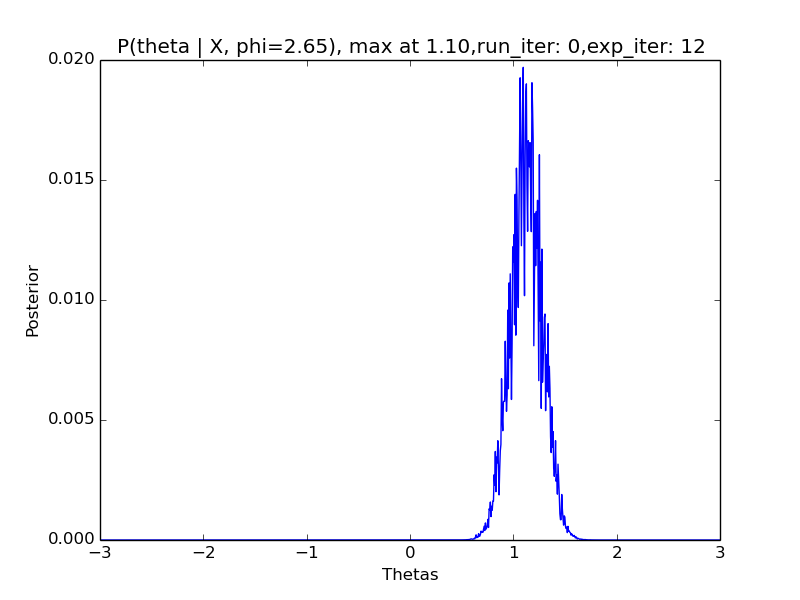 P(theta | X, phi=2.65), max at 1.10,run_iter: 0,exp_iter: 12
0.020
0.015
0.010
0.005
0.000
Posterior
−3 −2 −1 0 1 2 3
Thetas